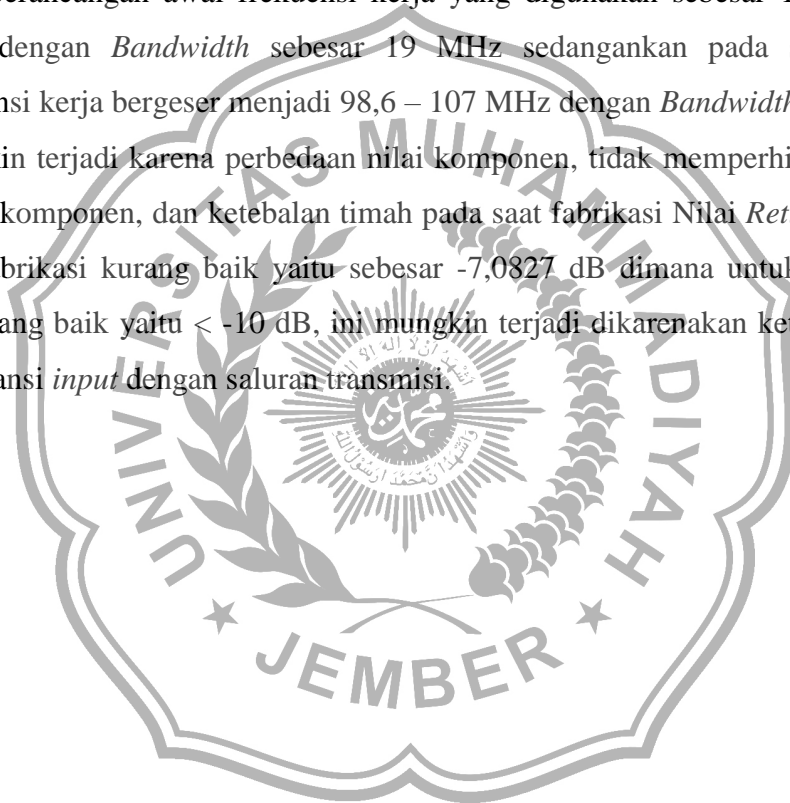 perancangan awal frekuensi kerja yang digunakan sebesar
dengan Bandwidth sebesar 19 MHz sedangankan pada
nsi kerja bergeser menjadi 98,6 – 107 MHz dengan Bandwidth
in terjadi karena perbedaan nilai komponen, tidak memperhi
komponen, dan ketebalan timah pada saat fabrikasi Nilai Ret
brikasi kurang baik yaitu sebesar -7,0827 dB dimana untuk
ang baik yaitu < -10 dB, ini mungkin terjadi dikarenakan ket
ansi input dengan saluran transmisi.
UNIVERSITAS MUHAMMADIYAH
JEMBER